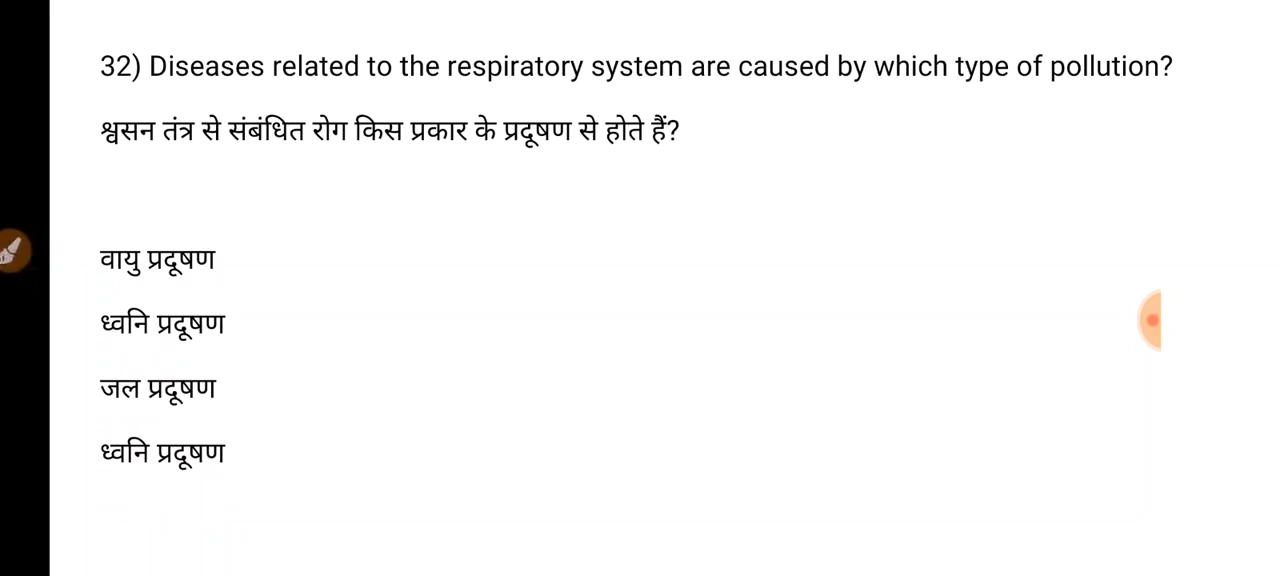 32) Diseases related to the respiratory system are caused by which type of pollution?
श्वसन तंत्र से संबंधित रोग किस प्रकार के प्रदूषण से होते हैं?
वायु प्रदूषण
ध्वनि प्रदूषण
जल प्रदूषण
ध्वनि प्रदूषण